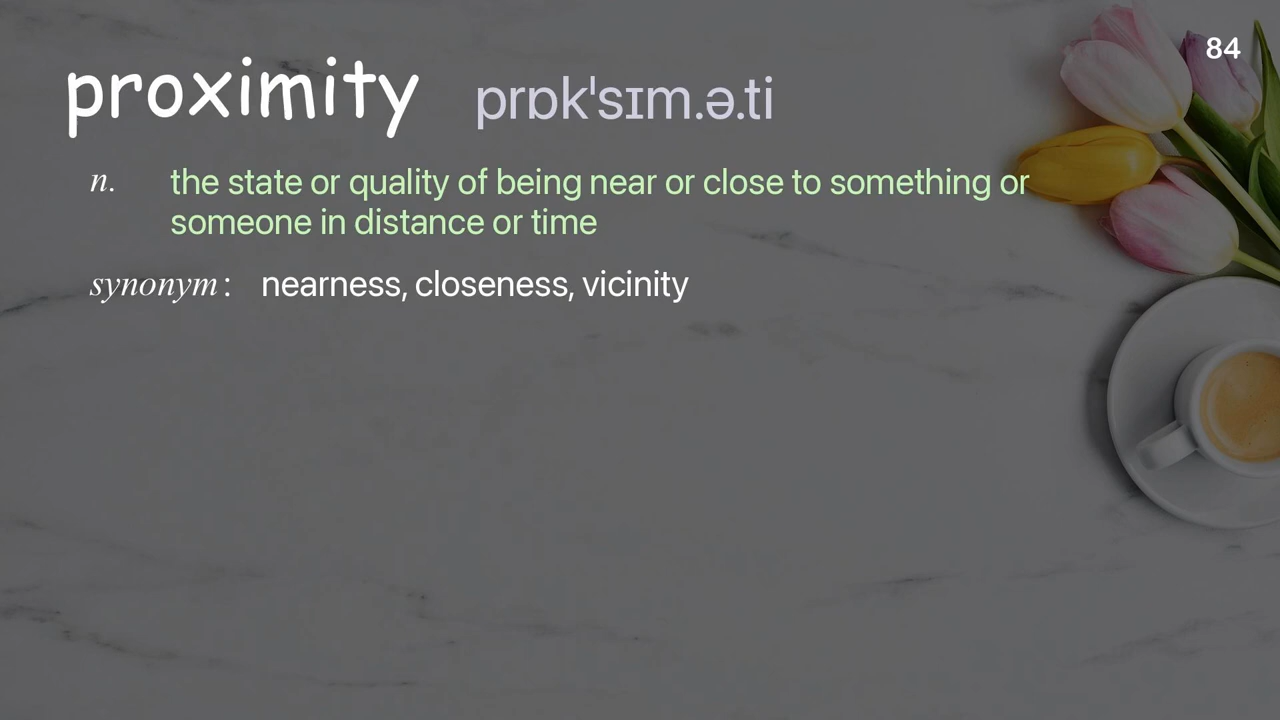 84
proximity prɒkˈsɪm.ə.ti
n. the state or quality of being near or close to something or
someone in distance or time
synonym: nearness, closeness, vicinity